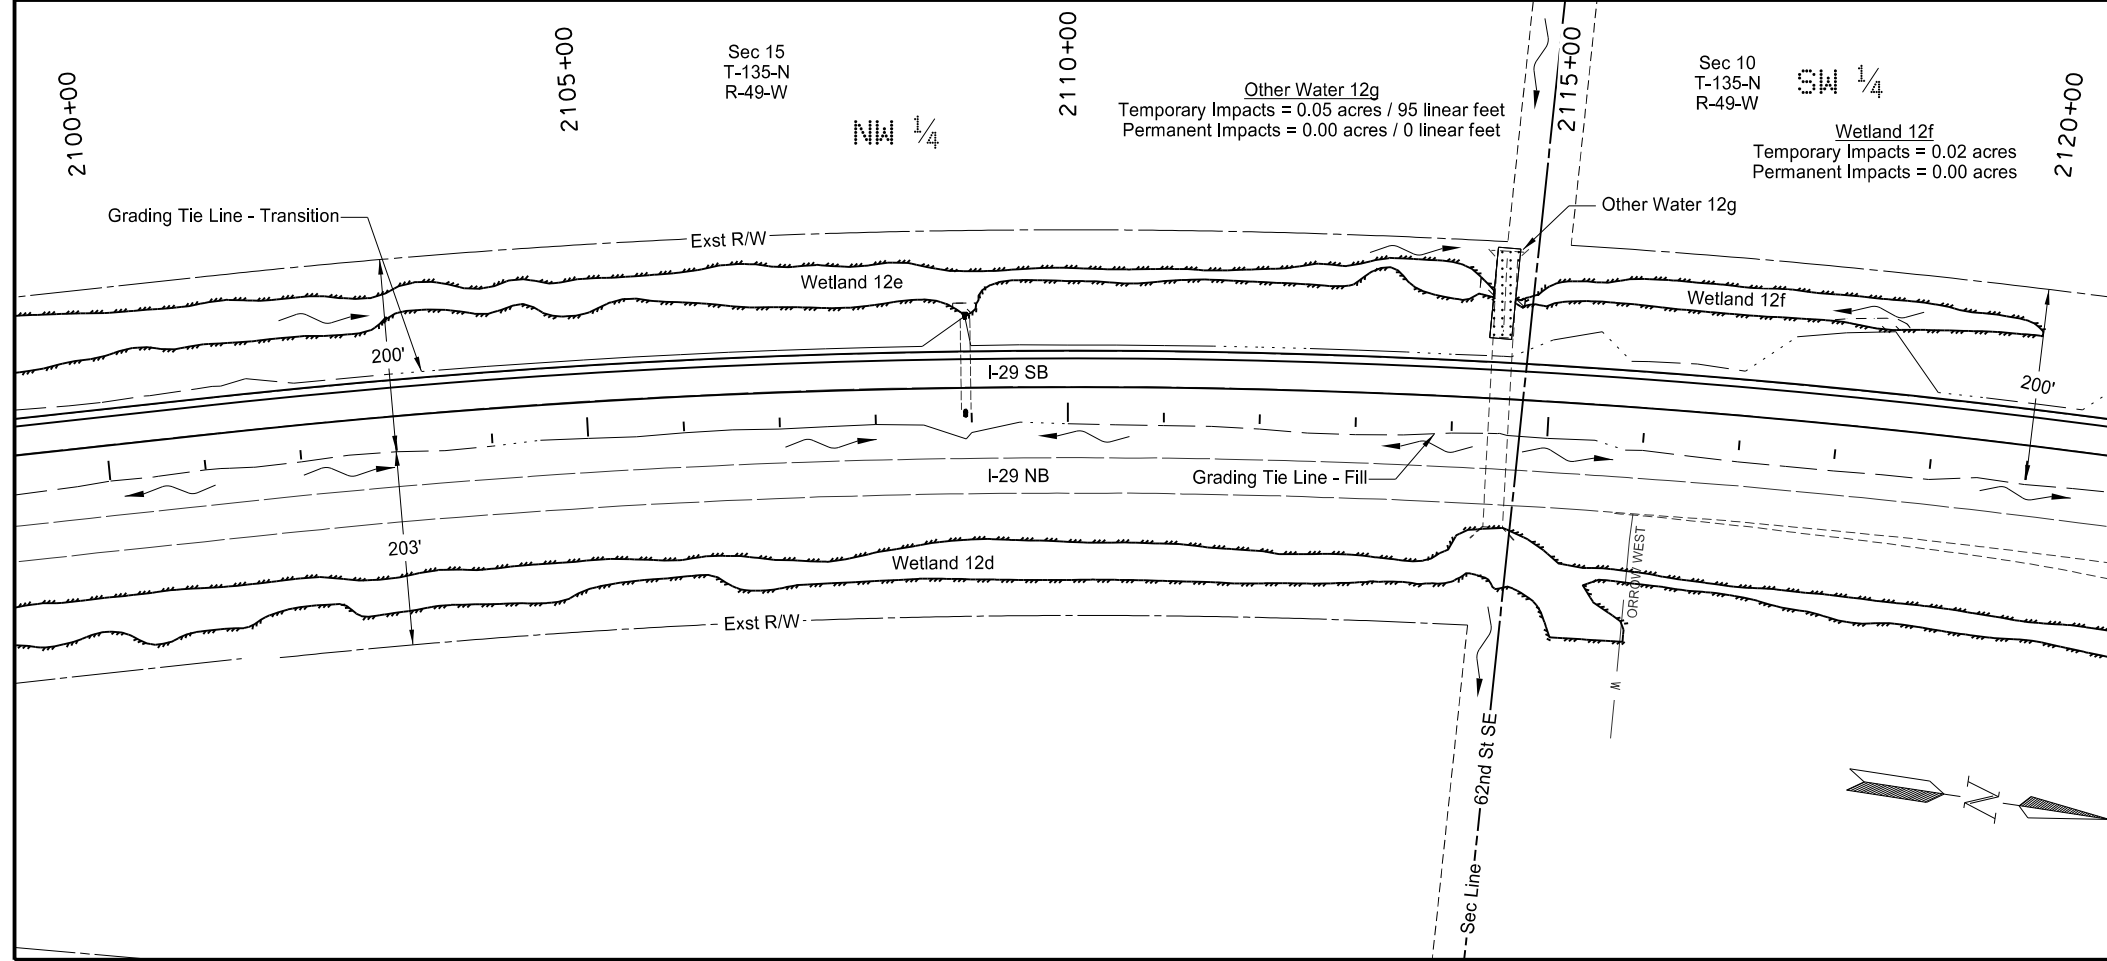 2100+00
2105+00
Sec 15
T-135-N
R-49-W
NW 1/4
2110+00
Other Water 12g
Temporary Impacts = 0.05 acres / 95 linear feet
Permanent Impacts = 0.00 acres / 0 linear feet
2115+00
Sec 10
T-135-N
R-49-W
SW 1/4
Wetland 12f
Temporary Impacts = 0.02 acres
Permanent Impacts = 0.00 acres
2120+00
Grading Tie Line - Transition
Other Water 12g
Exst R/W
Wetland 12e
Wetland 12f
200'
I-29 SB
200'
I-29 NB
Grading Tie Line - Fill
203'
Wetland 12d
Exst R/W
ORROW WEST
W
Sec Line
62nd St SE
N